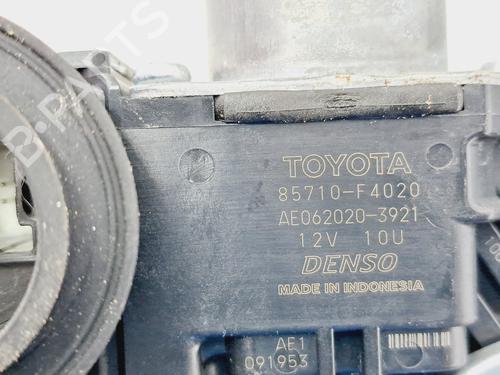 TOYOTA
85710-F4020
AE062020-3921
12V 10U
DENSO
MADE IN INDONESIA
AE1
091953
B-PARTS